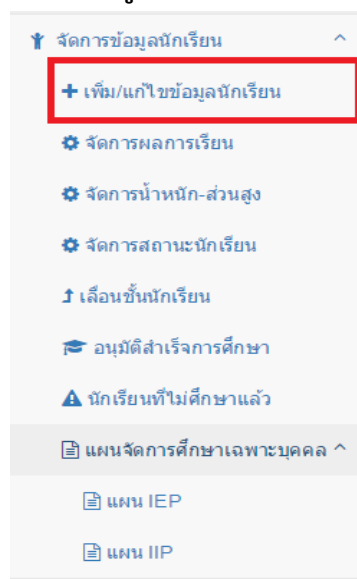 จัดการข้อมูลนักเรียน
เพิ่ม/แก้ไขข้อมูลนักเรียน
จัดการผลการเรียน
จัดการน้ำหนัก-ส่วนสูง
จัดการสถานะนักเรียน
เลื่อนชั้นนักเรียน
อนุมัติสำเร็จการศึกษา
นักเรียนที่ไม่ศึกษาแล้ว
แผนจัดการศึกษาเฉพาะบุคคล
แผน IEP
แผน IIP